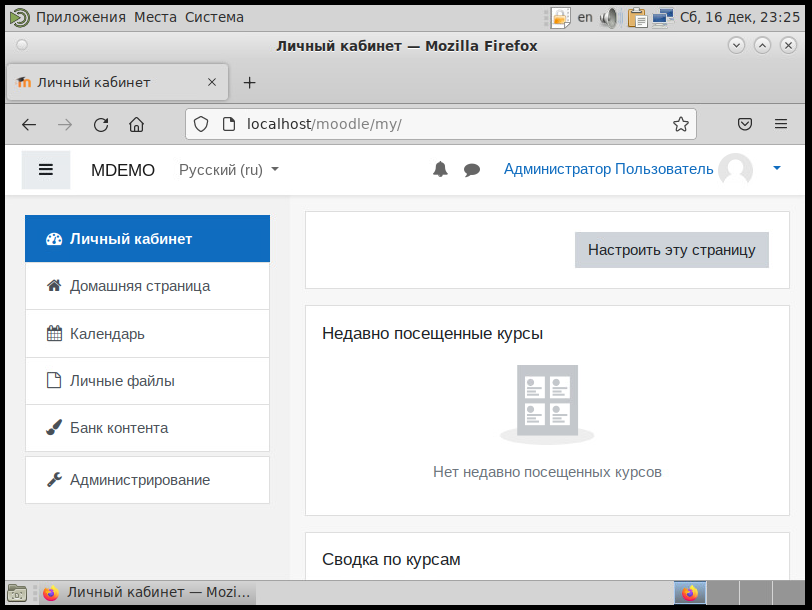 Приложения Места Система
en
Сб, 16 дек, 23:25
Личный кабинет — Mozilla Firefox
Личный кабинет
localhost/moodle/my/
MDEMO
Русский (ru)
Администратор Пользователь
Личный кабинет
Домашняя страница
Календарь
Личные файлы
Банк контента
Администрирование
Настроить эту страницу
Недавно посещенные курсы
Нет недавно посещенных курсов
Сводка по курсам
Личный кабинет — Mozi...